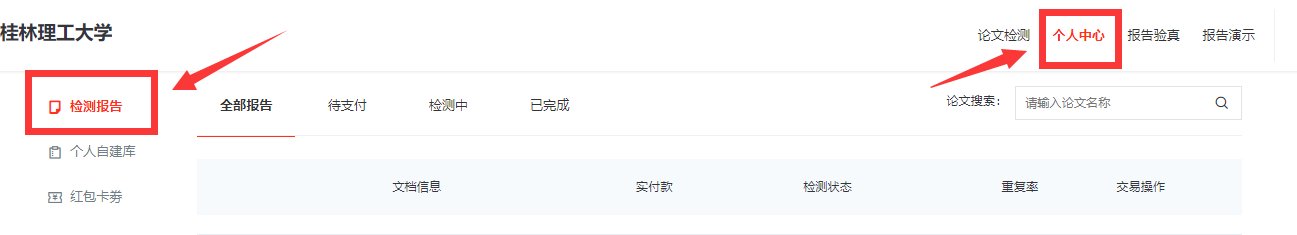 桂林理工大学
论文检测 个人中心 报告验真 报告演示
检测报告
全部报告 待支付 检测中 已完成
论文搜索： 请输入论文名称
个人自建库
红包卡券
文档信息 实付款 检测状态 重复率 交易操作